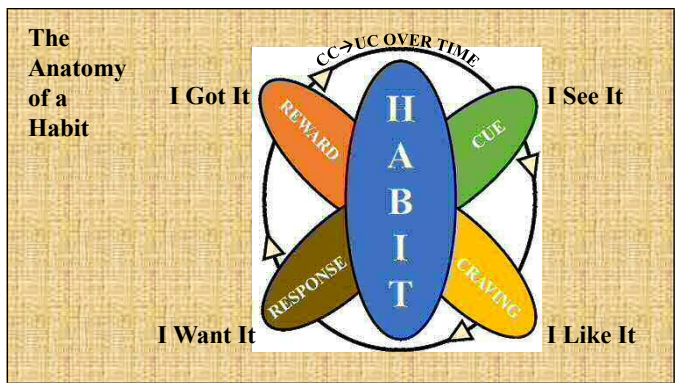 The
Anatomy
of a
Habit
CC→UC OVER TIME
I Got It
I See It
REWARD
HABIT
CUE
RESPONSE
CRAVING
I Want It
I Like It